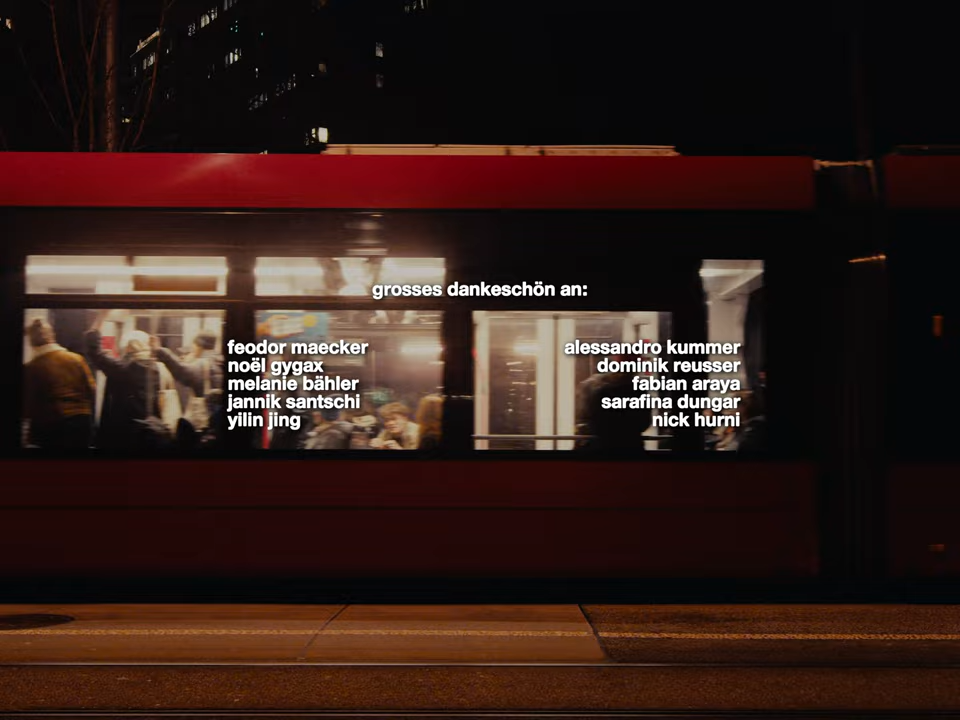 grosses dankeschön an:
feodor maecker
noël gygax
melanie bähler
jannik santschi
yilin jing
alessandro kummer
dominik reusser
fabian araya
sarafina dungar
nick hurni